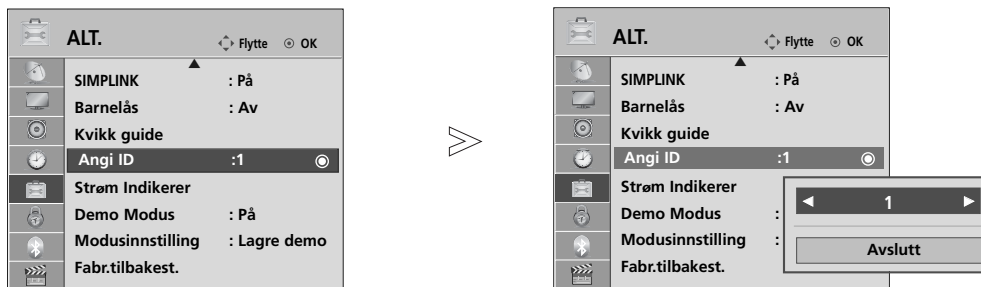 ALT. Flytte OK
SIMPLINK : På
Barnelås : Av
Kvikk guide
Angi ID :1
Strøm Indikerer
Demo Modus : På
Modusinnstilling : Lagre demo
Fabr.tilbakest.
ALT. Flytte OK
SIMPLINK : På
Barnelås : Av
Kvikk guide
Angi ID :1
Strøm Indikerer
Demo Modus :
Modusinnstilling :
Fabr.tilbakest.
1
Avslutt